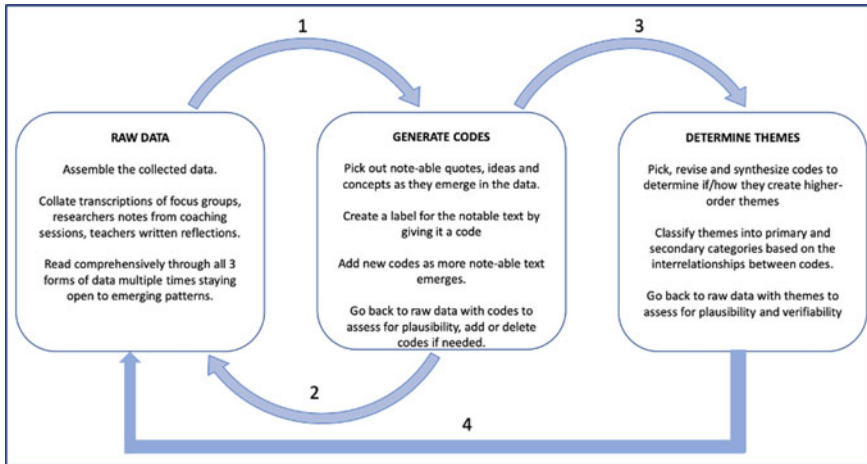 1
3
RAW DATA
Assemble the collected data.
Collate transcriptions of focus groups,
researchers notes from coaching
sessions, teachers written reflections.
Read comprehensively through all 3
forms of data multiple times staying
open to emerging patterns.
GENERATE CODES
Pick out note-able quotes, ideas and
concepts as they emerge in the data.
Create a label for the notable text by
giving it a code
Add new codes as more note-able text
emerges.
Go back to raw data with codes to
assess for plausibility, add or delete
codes if needed.
DETERMINE THEMES
Pick, revise and synthesize codes to
determine if/how they create higher-
order themes
Classify themes into primary and
secondary categories based on the
interrelationships between codes.
Go back to raw data with themes to
assess for plausibility and verifiability
2
4